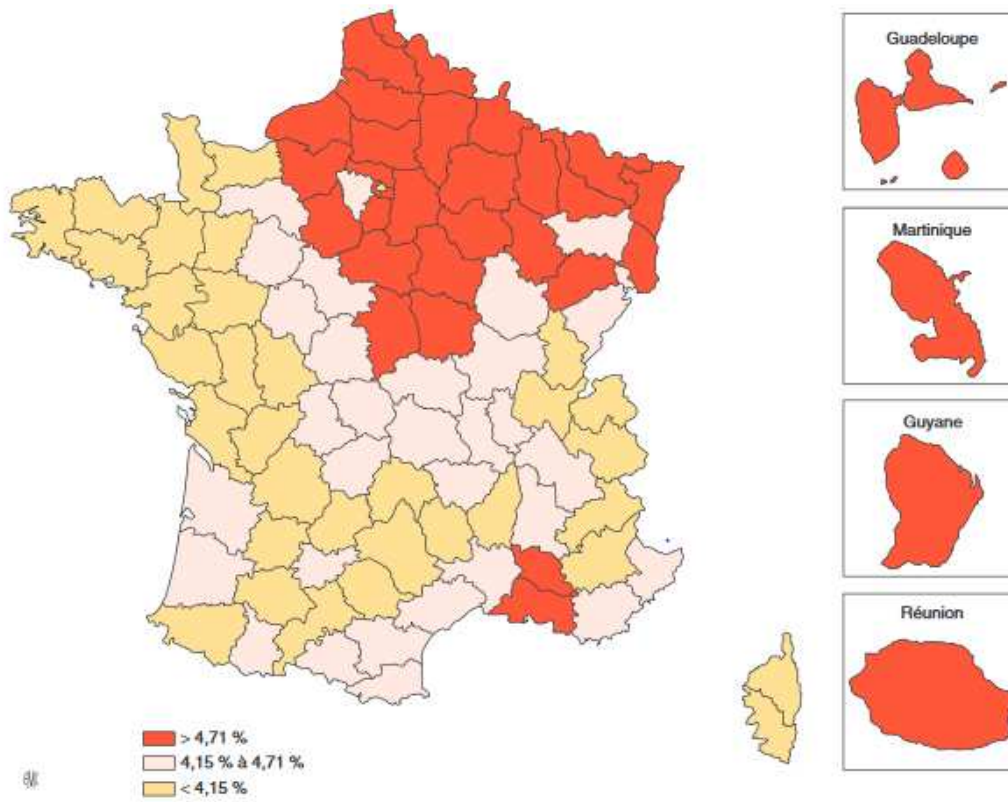 Guadeloupe
Martinique
Guyane
Réunion
> 4,71 %
4,15 % à 4,71 %
< 4,15 %